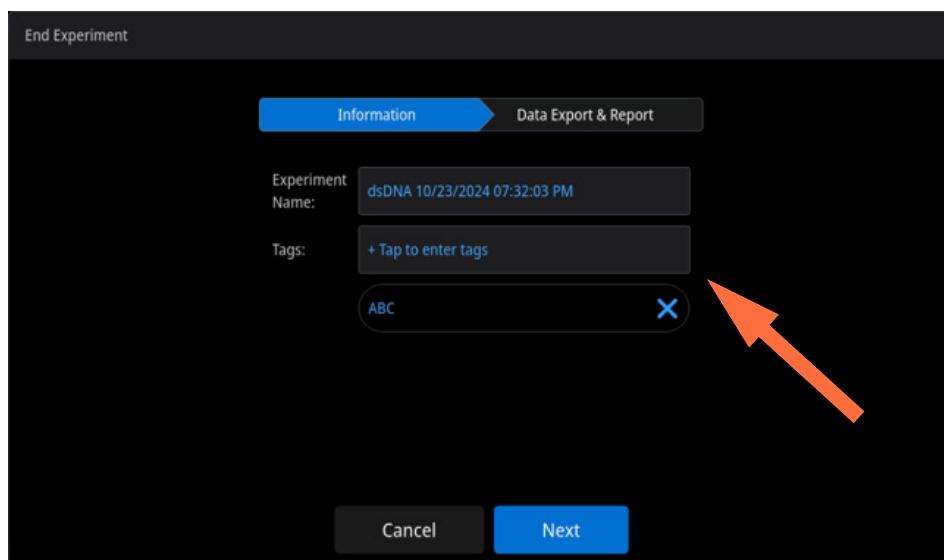 End Experiment
Information
Data Export & Report
Experiment
Name:
dsDNA 10/23/2024 07:32:03 PM
Tags:
+ Tap to enter tags
ABC
Cancel
Next